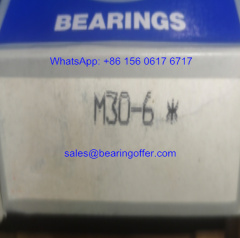 BEARINGS
WhatsApp: +86 156 0617 6717
M30-6 *
sales@bearingoffer.com